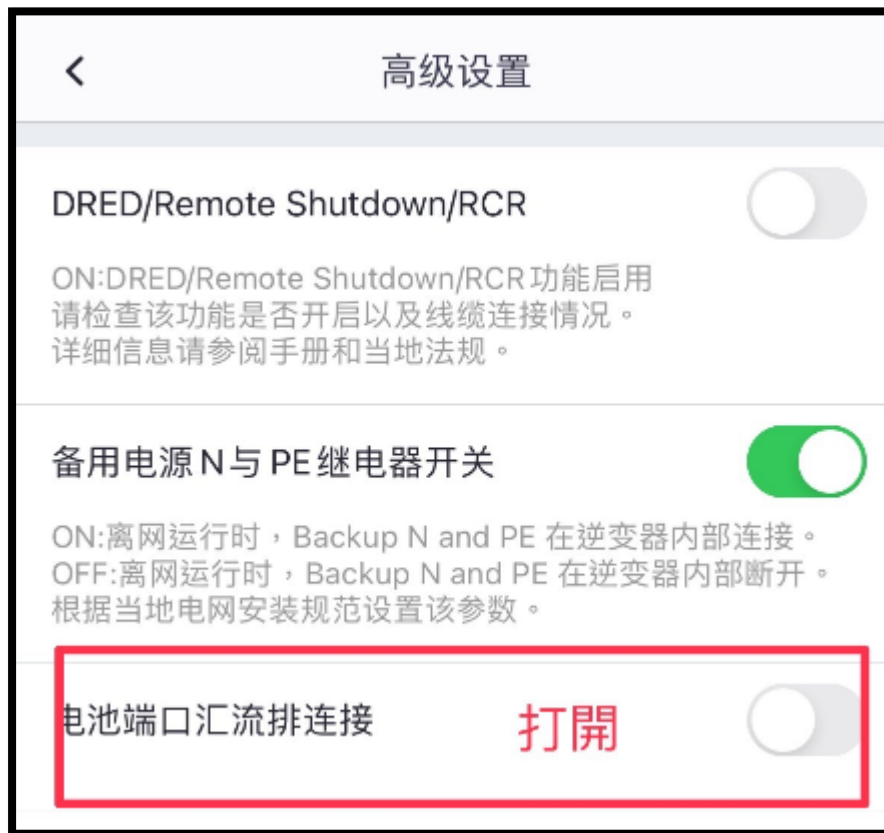 高级设置
DRED/Remote Shutdown/RCR
ON:DRED/Remote Shutdown/RCR功能启用
请检查该功能是否开启以及线缆连接情况。
详细信息请参阅手册和当地法规。
备用电源N与PE继电器开关
ON:离网运行时，Backup N and PE 在逆变器内部连接。
OFF:离网运行时，Backup N and PE 在逆变器内部断开。
根据当地电网安装规范设置该参数。
电池端口汇流排连接 打開